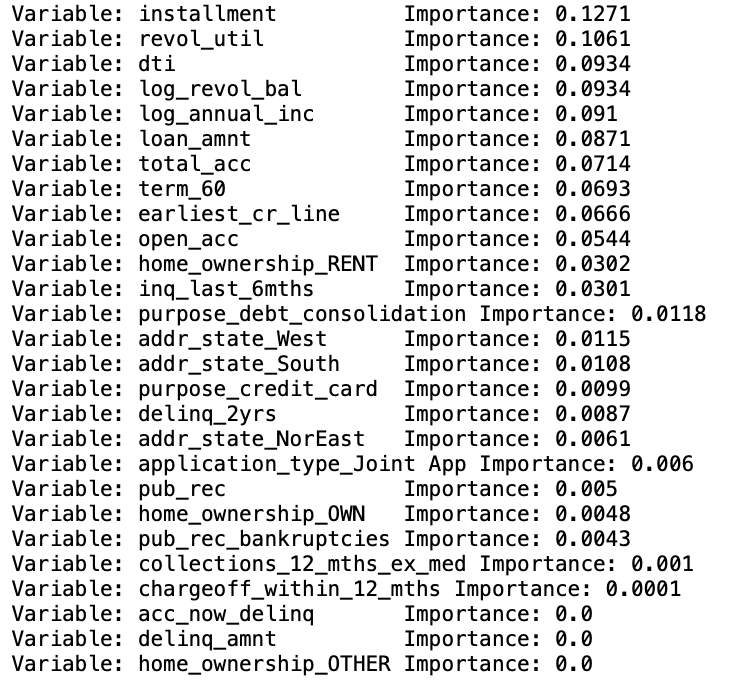 Variable: installment          Importance: 0.1271
Variable: revol_util           Importance: 0.1061
Variable: dti                  Importance: 0.0934
Variable: log_revol_bal        Importance: 0.0934
Variable: log_annual_inc       Importance: 0.091
Variable: loan_amnt            Importance: 0.0871
Variable: total_acc            Importance: 0.0714
Variable: term_60              Importance: 0.0693
Variable: earliest_cr_line     Importance: 0.0666
Variable: open_acc             Importance: 0.0544
Variable: home_ownership_RENT  Importance: 0.0302
Variable: inq_last_6mths       Importance: 0.0301
Variable: purpose_debt_consolidation Importance: 0.0118
Variable: addr_state_West      Importance: 0.0115
Variable: addr_state_South     Importance: 0.0108
Variable: purpose_credit_card  Importance: 0.0099
Variable: delinq_2yrs          Importance: 0.0087
Variable: addr_state_NorEast   Importance: 0.0061
Variable: application_type_Joint App Importance: 0.006
Variable: pub_rec              Importance: 0.005
Variable: home_ownership_OWN   Importance: 0.0048
Variable: pub_rec_bankruptcies Importance: 0.0043
Variable: collections_12_mths_ex_med Importance: 0.001
Variable: chargeoff_within_12_mths Importance: 0.0001
Variable: acc_now_delinq       Importance: 0.0
Variable: delinq_amnt          Importance: 0.0
Variable: home_ownership_OTHER Importance: 0.0